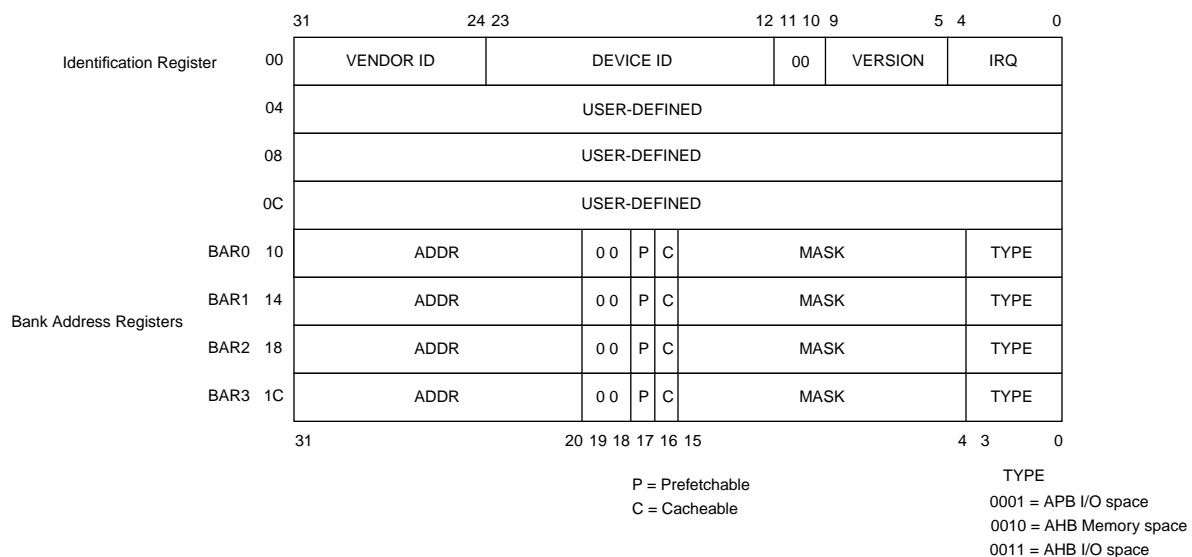 31 24 23 12 11 10 9 5 4 0
Identification Register 00 VENDOR ID DEVICE ID 00 VERSION IRQ
04 USER-DEFINED
08 USER-DEFINED
0C USER-DEFINED
BAR0 10 ADDR 0 0 P C MASK TYPE
BAR1 14 ADDR 0 0 P C MASK TYPE
Bank Address Registers
BAR2 18 ADDR 0 0 P C MASK TYPE
BAR3 1C ADDR 0 0 P C MASK TYPE
31 20 19 18 17 16 15 4 3 0
P = Prefetchable
C = Cacheable
TYPE
0001 = APB I/O space
0010 = AHB Memory space
0011 = AHB I/O space